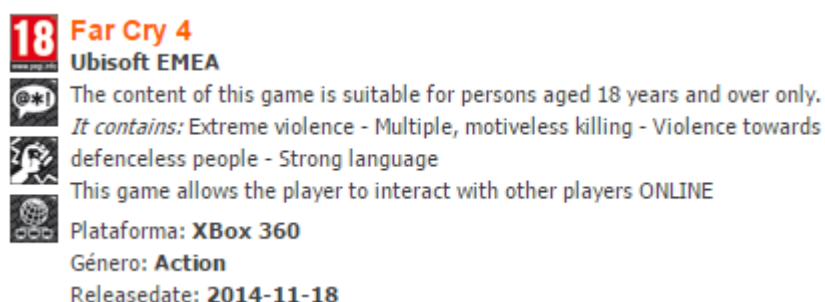 18
www.pegi.info
Far Cry 4
Ubisoft EMEA
@*!
The content of this game is suitable for persons aged 18 years and over only.
It contains: Extreme violence - Multiple, motiveless killing - Violence towards
defenceless people - Strong language
This game allows the player to interact with other players ONLINE
Plataforma: XBox 360
Género: Action
Releasedate: 2014-11-18